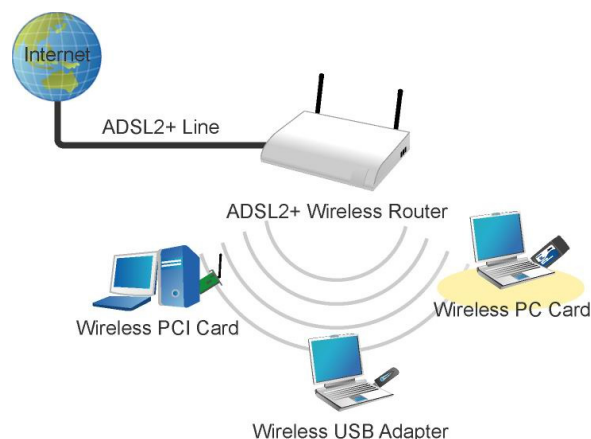 Internet
ADSL2+ Line
ADSL2+ Wireless Router
Wireless PCI Card
Wireless PC Card
Wireless USB Adapter